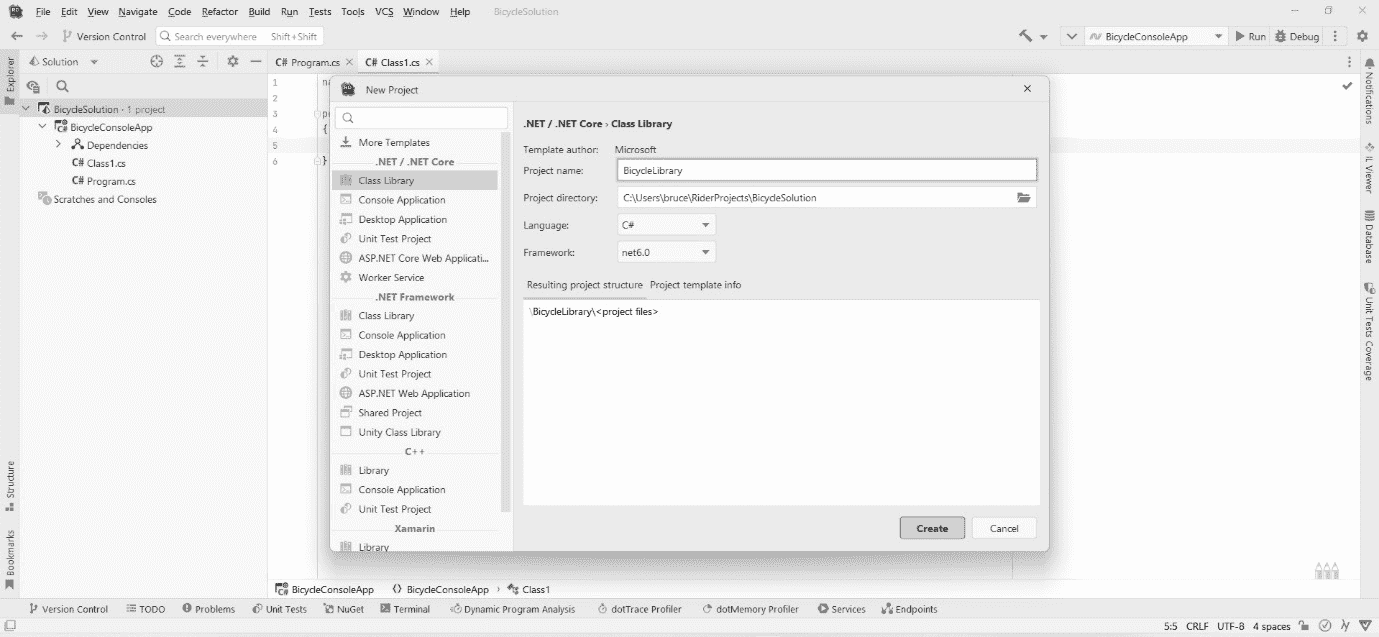 File Edit View Navigate Code Refactor Build Run Tests Tools VCS Window Help BicycleSolution
Version Control Search everywhere Shift+Shift BicycleConsoleApp Run Debug
Explorer
Solution
C# Program.cs C# Class1.cs
BicycleSolution · 1 project
BicycleConsoleApp
Dependencies
C# Class1.cs
C# Program.cs
Scratches and Consoles
1
2
3
4 {
5
6 }
New Project
More Templates
.NET / .NET Core
Class Library
Console Application
Desktop Application
Unit Test Project
ASP.NET Core Web Applicati...
Worker Service
.NET Framework
Class Library
Console Application
Desktop Application
Unit Test Project
ASP.NET Web Application
Shared Project
Unity Class Library
C++
Library
Console Application
Unit Test Project
Xamarin
Library
.NET / .NET Core › Class Library
Template author: Microsoft
Project name: BicycleLibrary
Project directory: C:\Users\bruce\RiderProjects\BicycleSolution
Language: C#
Framework: net6.0
Resulting project structure Project template info
\BicycleLibrary\<project files>
Create Cancel
Notifications
IL Viewer
Database
Unit Tests Coverage
Structure
Bookmarks
BicycleConsoleApp BicycleConsoleApp › Class1
Version Control TODO Problems Unit Tests NuGet Terminal Dynamic Program Analysis dotTrace Profiler dotMemory Profiler Services Endpoints
5:5 CRLF UTF-8 4 spaces